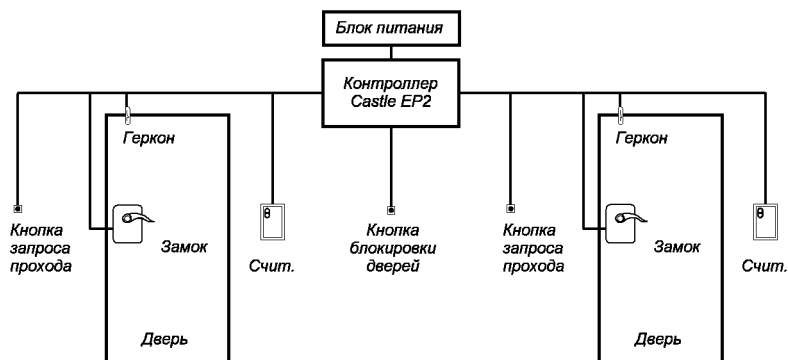 Блок питания
Контроллер
Castle EP2
Геркон
Кнопка
запроса
прохода
Замок
Счит.
Дверь
Кнопка
блокировки
дверей
Геркон
Кнопка
запроса
прохода
Замок
Счит.
Дверь